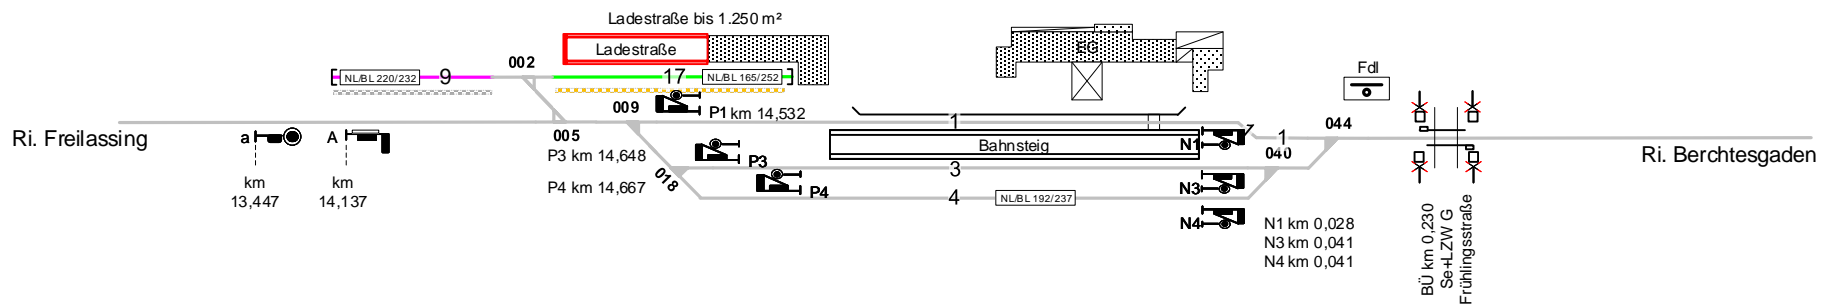 Ladestraße bis 1.250 m²
Ladestraße
EG
002
NL/BL 220/232
9
17
NL/BL 165/252
Fdl
009
P1 km 14,532
1
044
Ri. Freilassing
a
A
005
N1
1
P3 km 14,648
P3
Bahnsteig
040
Ri. Berchtesgaden
km
13,447
km
14,137
P4 km 14,667
018
P4
3
N3
4
NL/BL 192/237
N4
N1 km 0,028
N3 km 0,041
N4 km 0,041
BÜ km 0,230
Se+LZW G
Frühlingsstraße